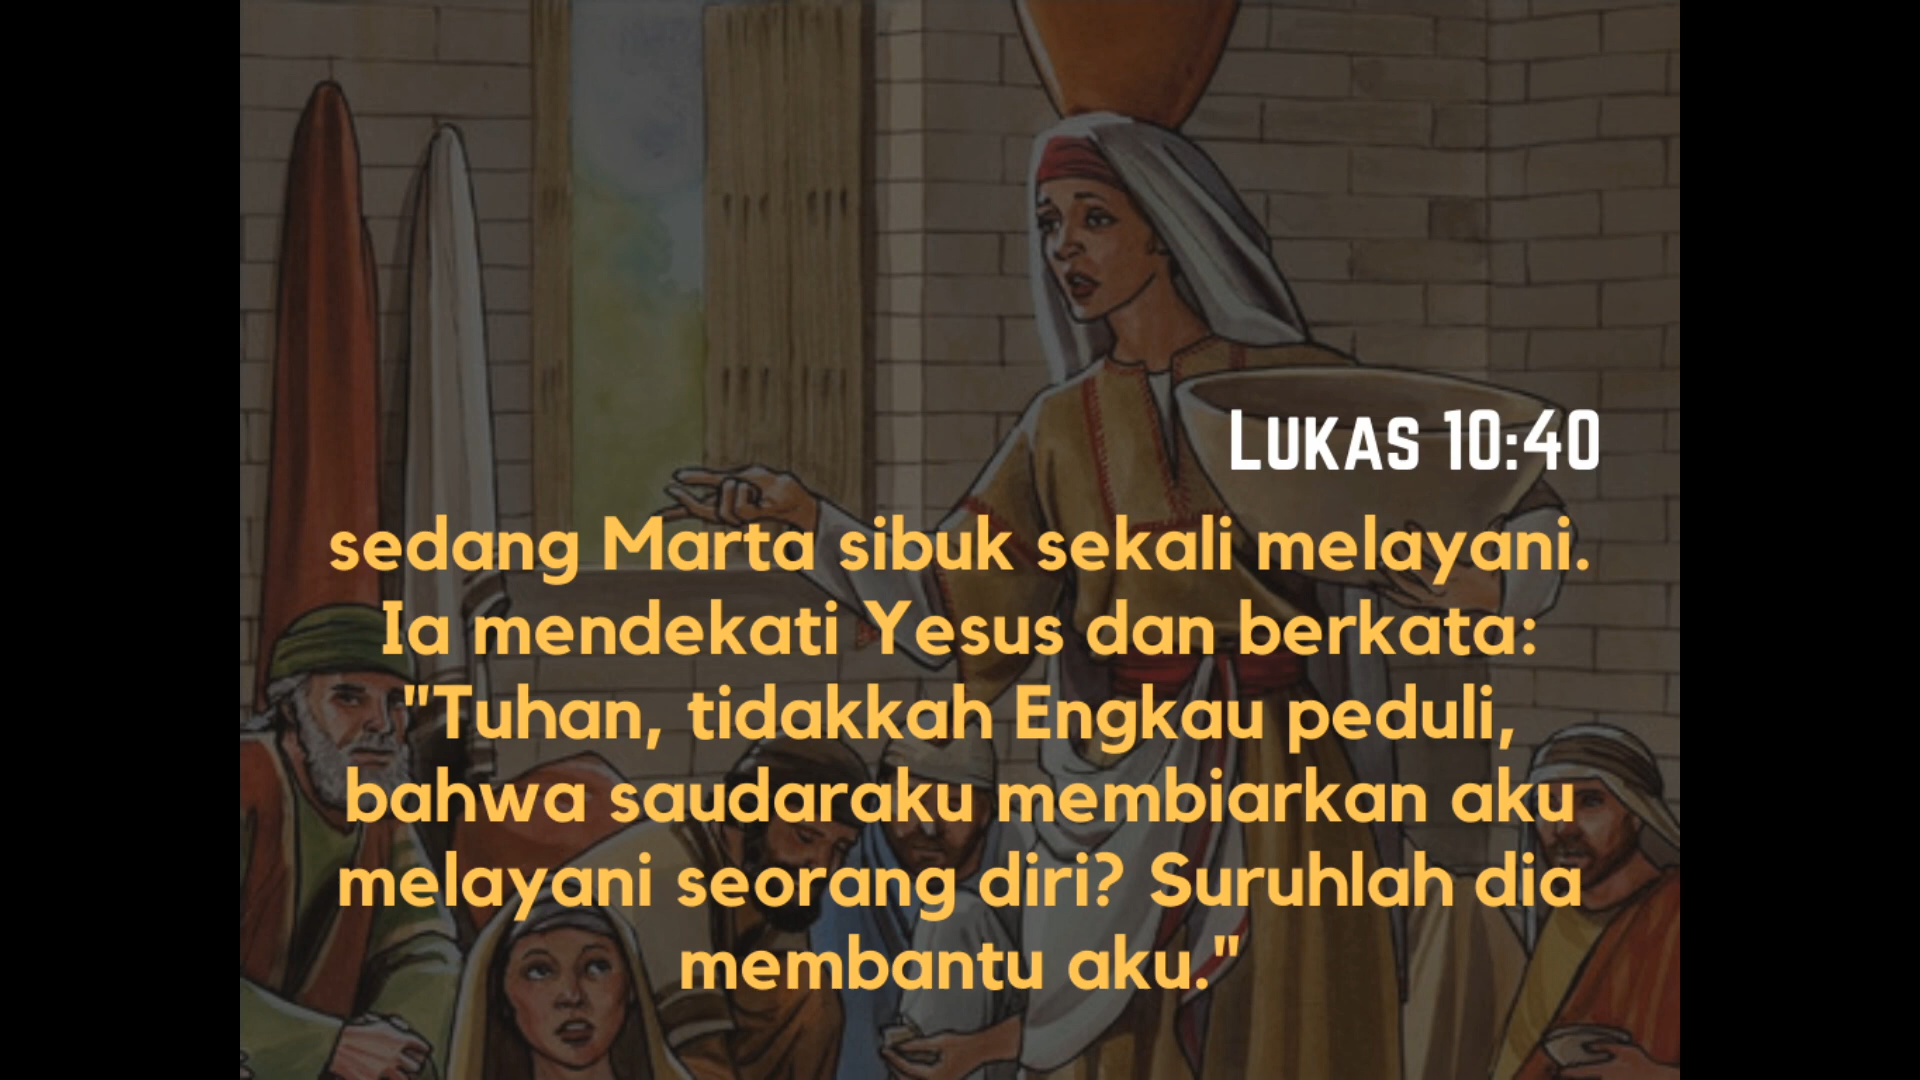 Lukas 10:40
sedang Marta sibuk sekali melayani.
Ia mendekati Yesus dan berkata:
"Tuhan, tidakkah Engkau peduli,
bahwa saudaraku membiarkan aku
melayani seorang diri? Suruhlah dia
membantu aku."